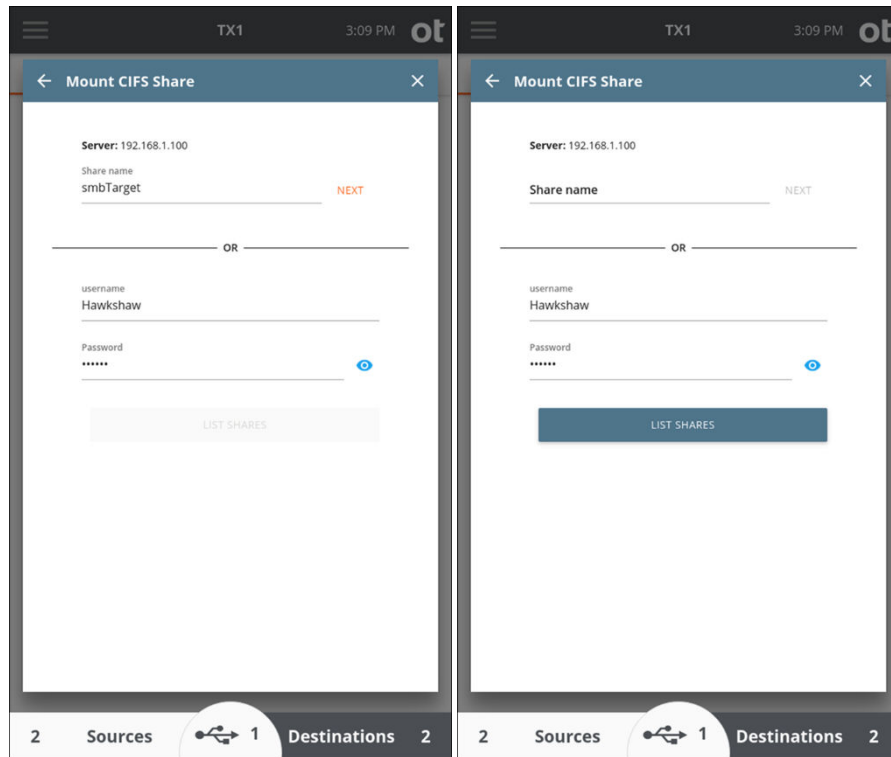 TX1 3:09 PM ot
Mount CIFS Share
Server: 192.168.1.100
Share name
smbTarget NEXT
OR
username
Hawkshaw
Password
••••••
LIST SHARES
2 Sources 1 Destinations 2
TX1 3:09 PM ot
Mount CIFS Share
Server: 192.168.1.100
Share name NEXT
OR
username
Hawkshaw
Password
••••••
LIST SHARES
2 Sources 1 Destinations 2